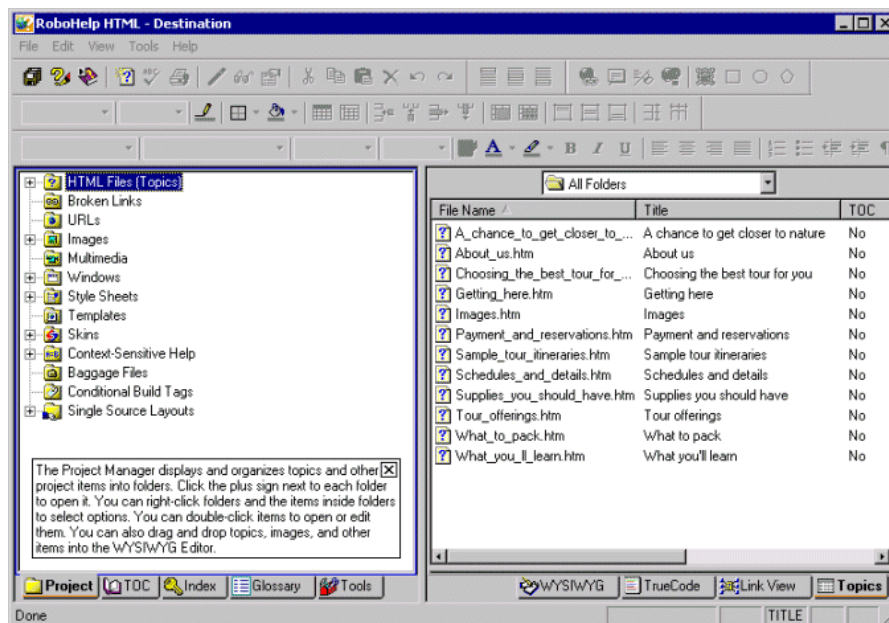 RoboHelp HTML - Destination
File Edit View Tools Help
ABC
A B I U ¶
HTML Files (Topics)
Broken Links
URLs
Images
Multimedia
Windows
Style Sheets
Templates
Skins
Context-Sensitive Help
Baggage Files
Conditional Build Tags
Single Source Layouts
The Project Manager displays and organizes topics and other
project items into folders. Click the plus sign next to each folder
to open it. You can right-click folders and the items inside folders
to select options. You can double-click items to open or edit
them. You can also drag and drop topics, images, and other
items into the WYSIWYG Editor.
Project TOC Index Glossary Tools
All Folders
File Name Title TOC
A_chance_to_get_closer_to_... A chance to get closer to nature No
About_us.htm About us No
Choosing_the_best_tour_for_... Choosing the best tour for you No
Getting_here.htm Getting here No
Images.htm Images No
Payment_and_reservations.htm Payment and reservations No
Sample_tour_itineraries.htm Sample tour itineraries No
Schedules_and_details.htm Schedules and details No
Supplies_you_should_have.htm Supplies you should have No
Tour_offerings.htm Tour offerings No
What_to_pack.htm What to pack No
What_you_ll_learn.htm What you'll learn No
WYSIWYG TrueCode Link View Topics
Done TITLE